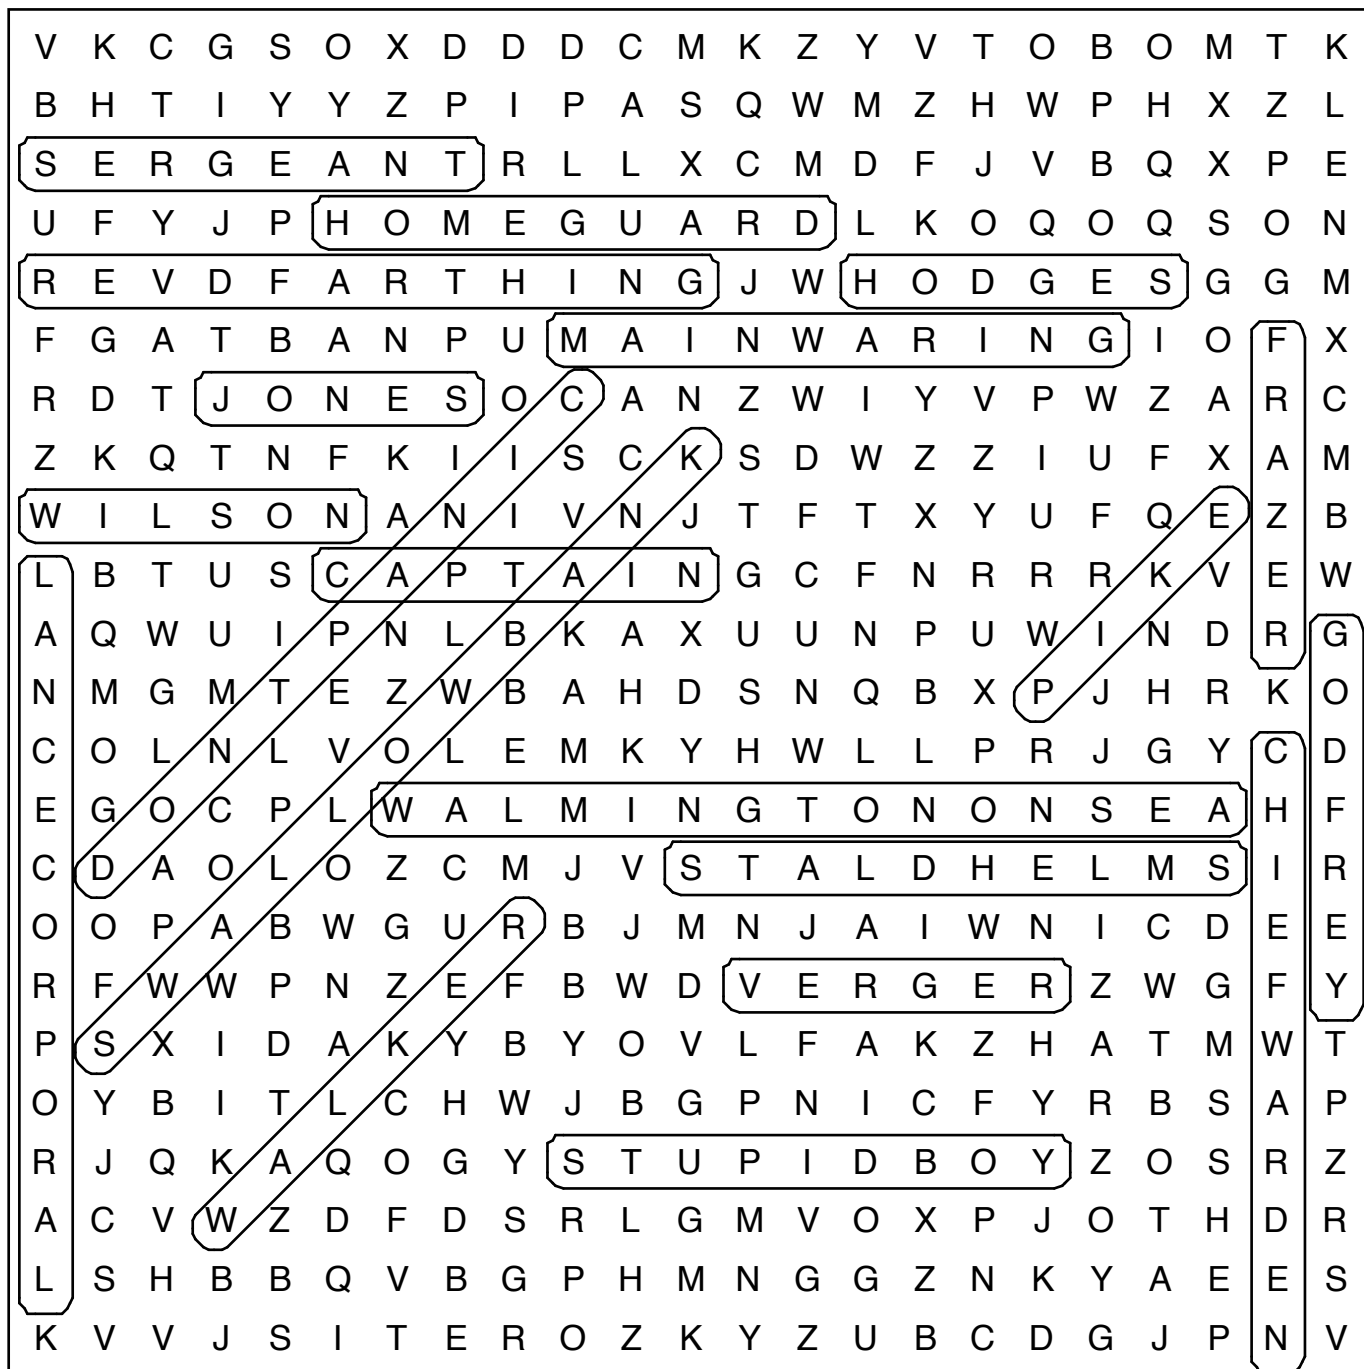 V K C G S O X D D D C M K Z Y V T O B O M T K
B H T I Y Y Z P I P A S Q W M Z H W P H X Z L
S E R G E A N T R L L X C M D F J V B Q X P E
U F Y J P H O M E G U A R D L K O Q O Q S O N
R E V D F A R T H I N G J W H O D G E S G G M
F G A T B A N P U M A I N W A R I N G I O F X
R D T J O N E S O C A N Z W I Y V P W Z A R C
Z K Q T N F K I I S C K S D W Z Z I U F X A M
W I L S O N A N I V N J T F T X Y U F Q E Z B
L B T U S C A P T A I N G C F N R R R K V E W
A Q W U I P N L B K A X U U N P U W I N D R G
N M G M T E Z W B A H D S N Q B X P J H R K O
C O L N L V O L E M K Y H W L L P R J G Y C D
E G O C P L W A L M I N G T O N O N S E A H F
C D A O L O Z C M J V S T A L D H E L M S I R
O O P A B W G U R B J M N J A I W N I C D E E
R F W W P N Z E F B W D V E R G E R Z W G F Y
P S X I D A K Y B Y O V L F A K Z H A T M W T
O Y B I T L C H W J B G P N I C F Y R B S A P
R J Q K A Q O G Y S T U P I D B O Y Z O S R Z
A C V W Z D F D S R L G M V O X P J O T H D R
L S H B B Q V B G P H M N G G Z N K Y A E E S
K V V J S I T E R O Z K Y Z U B C D G J P N V